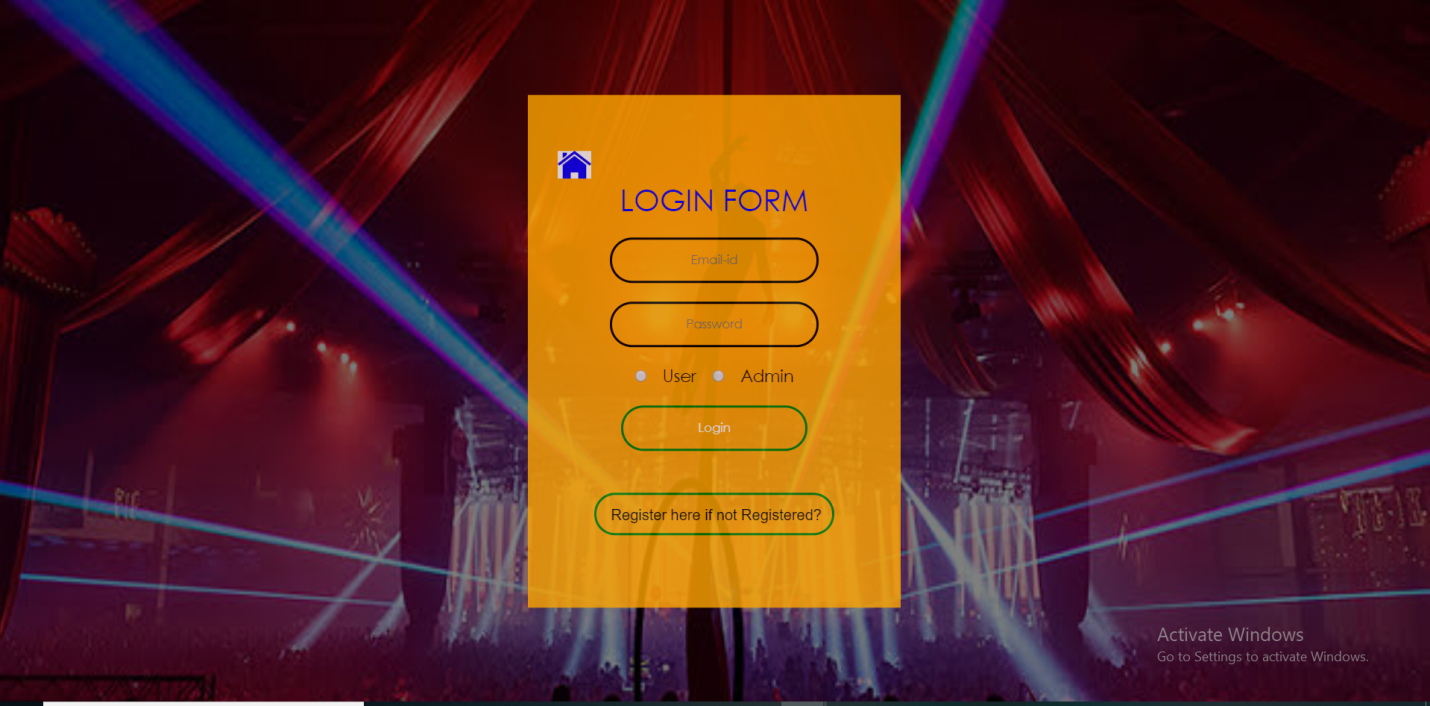 LOGIN FORM
Email-id
Password
User Admin
Login
Register here if not Registered?
Activate Windows
Go to Settings to activate Windows.